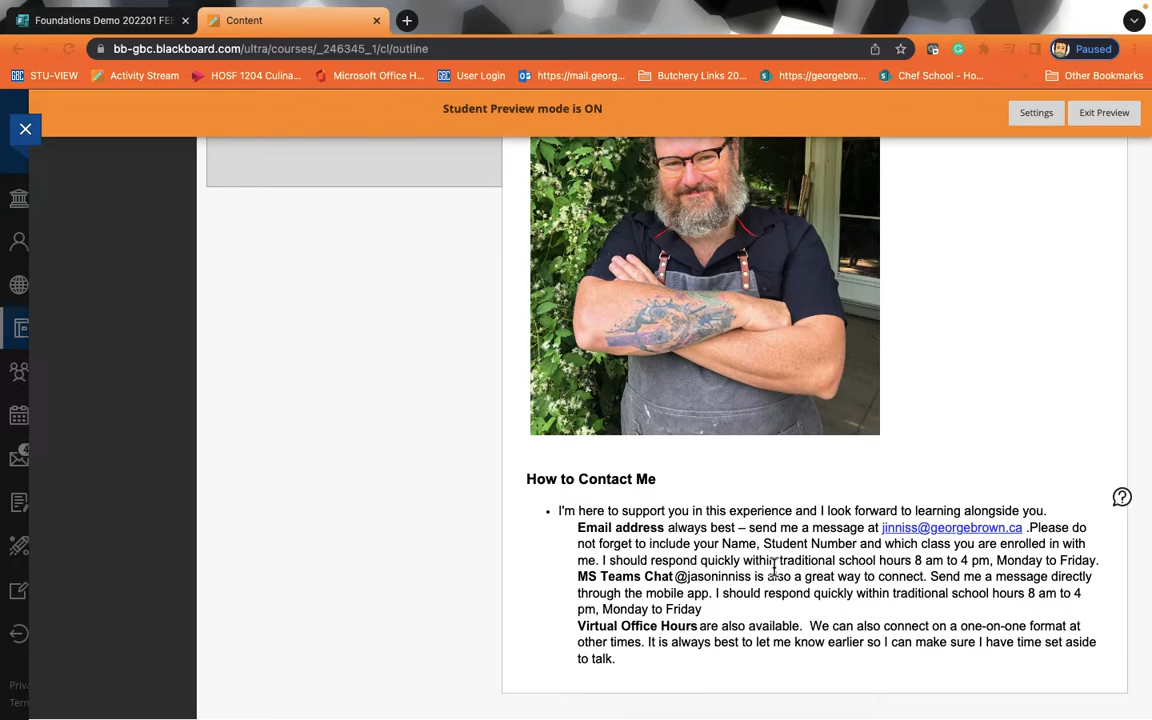 Foundations Demo 202201 FEB
Content
bb-gbc.blackboard.com/ultra/courses/_246345_1/cl/outline
Paused
STU-VIEW
Activity Stream
HOSF 1204 Culina...
Microsoft Office H...
User Login
https://mail.georg...
Butchery Links 20...
https://georgebro...
Chef School - Ho...
Other Bookmarks
Student Preview mode is ON
Settings
Exit Preview
4
Priva
Term
How to Contact Me
• I'm here to support you in this experience and I look forward to learning alongside you.
Email address always best – send me a message at jinniss@georgebrown.ca .Please do
not forget to include your Name, Student Number and which class you are enrolled in with
me. I should respond quickly within traditional school hours 8 am to 4 pm, Monday to Friday.
MS Teams Chat @jasoninniss is also a great way to connect. Send me a message directly
through the mobile app. I should respond quickly within traditional school hours 8 am to 4
pm, Monday to Friday
Virtual Office Hours are also available. We can also connect on a one-on-one format at
other times. It is always best to let me know earlier so I can make sure I have time set aside
to talk.